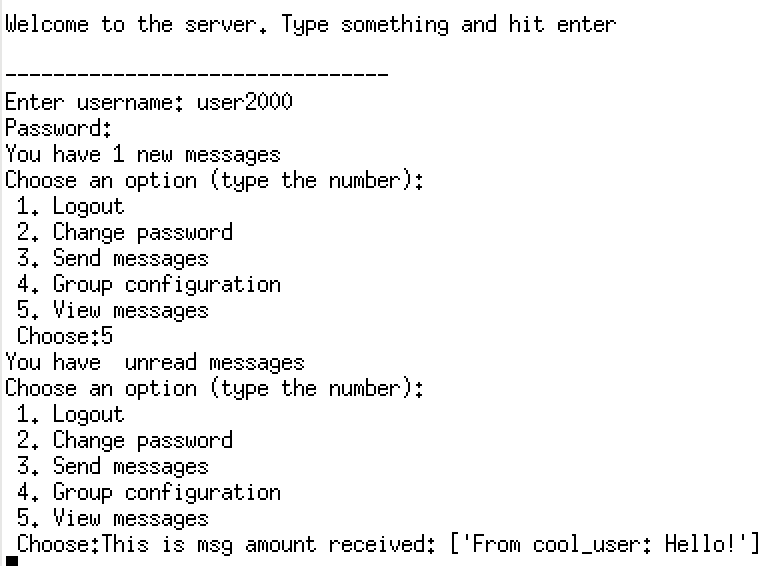 Welcome to the server. Type something and hit enter
--------------------------------
Enter username: user2000
Password:
You have 1 new messages
Choose an option (type the number):
1. Logout
2. Change password
3. Send messages
4. Group configuration
5. View messages
Choose:5
You have  unread messages
Choose an option (type the number):
1. Logout
2. Change password
3. Send messages
4. Group configuration
5. View messages
Choose:This is msg amount received: ['From cool_user: Hello!']